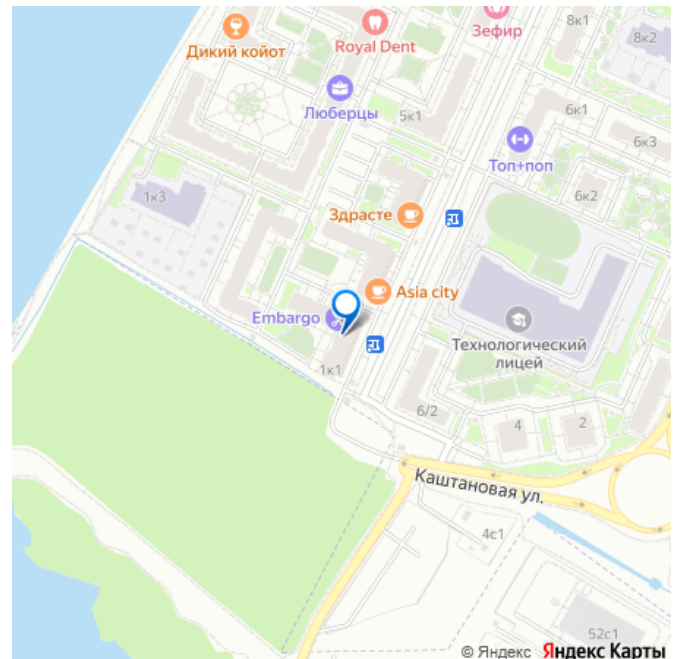 8к1
8к2
Зефир
Дикий койот
Royal Dent
Люберцы
5к1
6к1
6к3
Топ+поп
6к2
1к3
Здрасте
Asia city
Embargo
Технологический
лицей
1к1
6/2
4
2
Каштановая ул.
4с1
52с1
© Яндекс Яндекс Карты